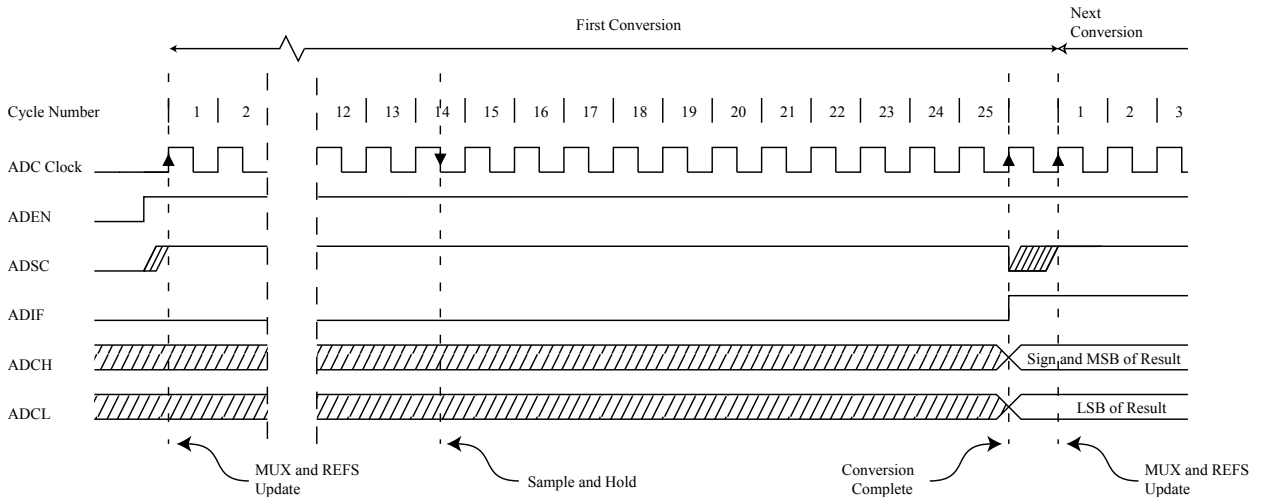 First Conversion
Next
Conversion
Cycle Number 1 2 12 13 14 15 16 17 18 19 20 21 22 23 24 25 1 2 3
ADC Clock
ADEN
ADSC
ADIF
ADCH
Sign and MSB of Result
ADCL
LSB of Result
MUX and REFS
Update
Sample and Hold
Conversion
Complete
MUX and REFS
Update